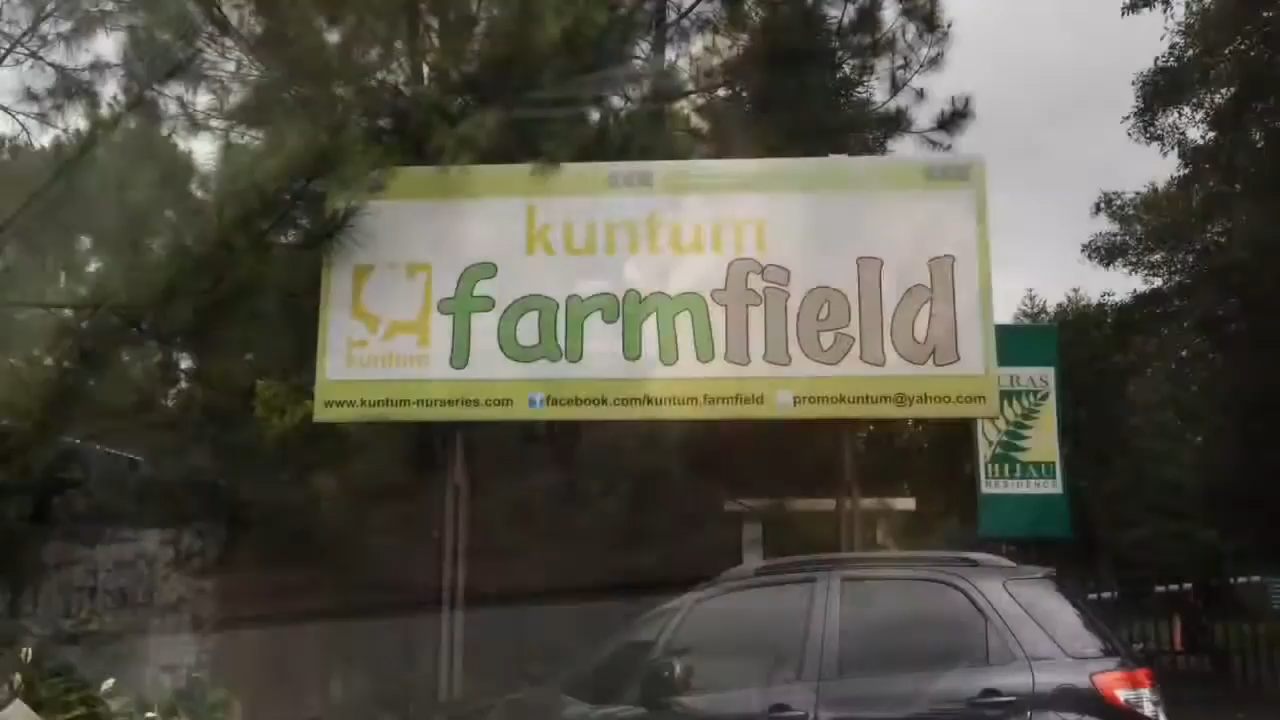 kuntum
farmfield
kuntum
www.kuntum-nurseries.com facebook.com/kuntum.farmfield promokuntum@yahoo.com
HIJAU
RESIDENCE